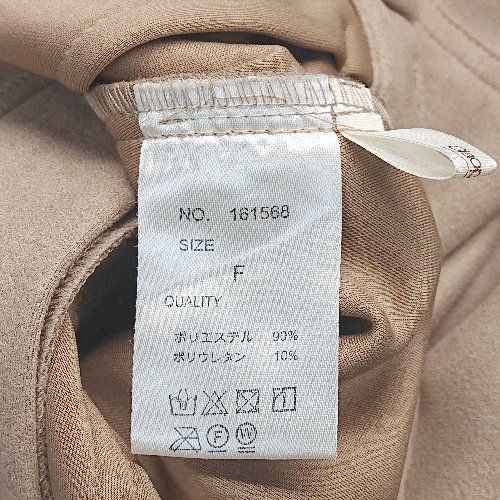 NO. 161568
SIZE
F
QUALITY
ポリエステル 90%
ポリウレタン 10%
F W